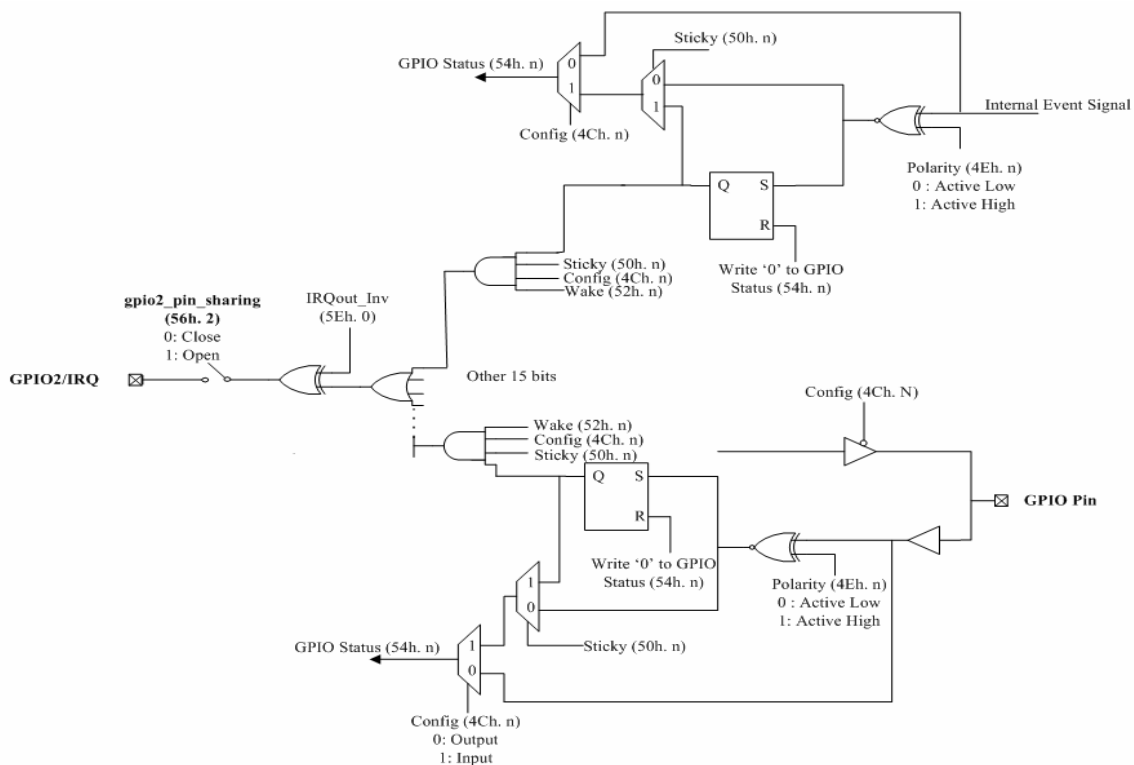 Sticky (50h. n)
GPIO Status (54h. n)
0
1
0
1
Config (4Ch. n)
Internal Event Signal
Polarity (4Eh. n)
0 : Active Low
1: Active High
Q
S
R
Write ‘0’ to GPIO
Status (54h. n)
Sticky (50h. n)
Config (4Ch. n)
Wake (52h. n)
gpio2_pin_sharing
(56h. 2)
0: Close
1: Open
IRQout_Inv
(5Eh. 0)
GPIO2/IRQ
Other 15 bits
Wake (52h. n)
Config (4Ch. n)
Sticky (50h. n)
Config (4Ch. N)
GPIO Pin
Q
S
R
Write ‘0’ to GPIO
Status (54h. n)
Polarity (4Eh. n)
0 : Active Low
1: Active High
1
0
Sticky (50h. n)
GPIO Status (54h. n)
1
0
Config (4Ch. n)
0: Output
1: Input